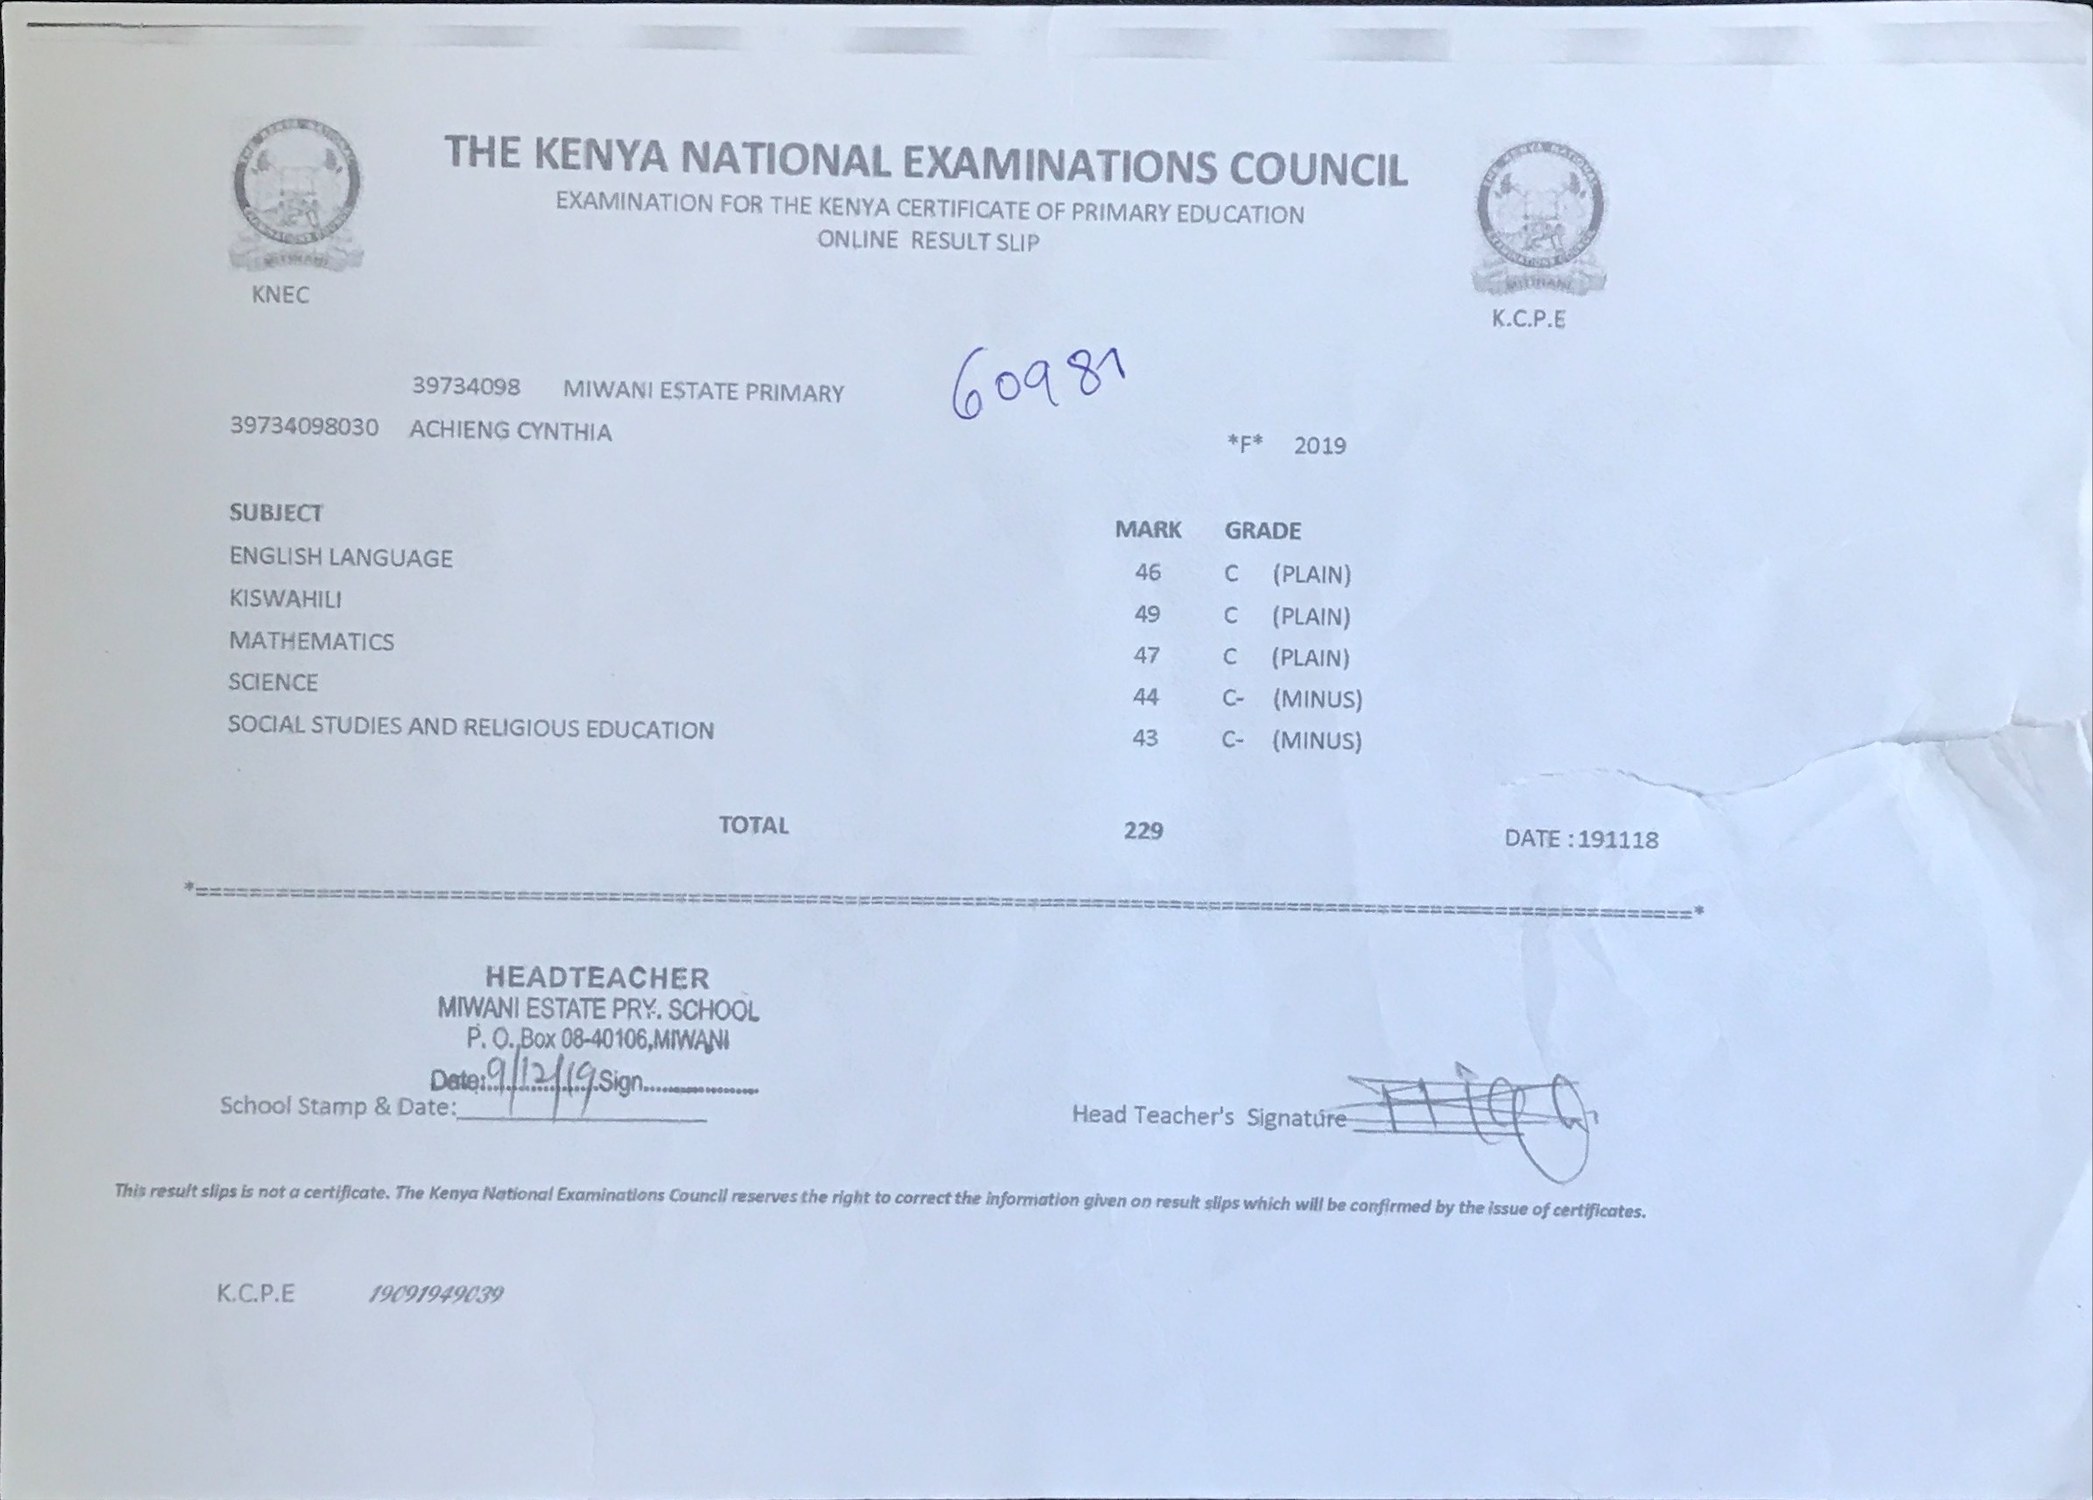 THE KENYA NATIONAL EXAMINATIONS COUNCIL
EXAMINATION FOR THE KENYA CERTIFICATE OF PRIMARY EDUCATION
ONLINE RESULT SLIP
KNEC
K.C.P.E
39734098 MIWANI ESTATE PRIMARY
60981
39734098030 ACHIENG CYNTHIA
*F* 2019
SUBJECT MARK GRADE
ENGLISH LANGUAGE 46 C (PLAIN)
KISWAHILI 49 C (PLAIN)
MATHEMATICS 47 C (PLAIN)
SCIENCE 44 C- (MINUS)
SOCIAL STUDIES AND RELIGIOUS EDUCATION 43 C- (MINUS)
TOTAL 229 DATE : 191118
HEADTEACHER
MIWANI ESTATE PRY. SCHOOL
P. O. Box 08-40106, MIWANI
Date: 9/12/19 Sign
School Stamp & Date:
Head Teacher's Signature
This result slips is not a certificate. The Kenya National Examinations Council reserves the right to correct the information given on result slips which will be confirmed by the issue of certificates.
K.C.P.E 19091949039